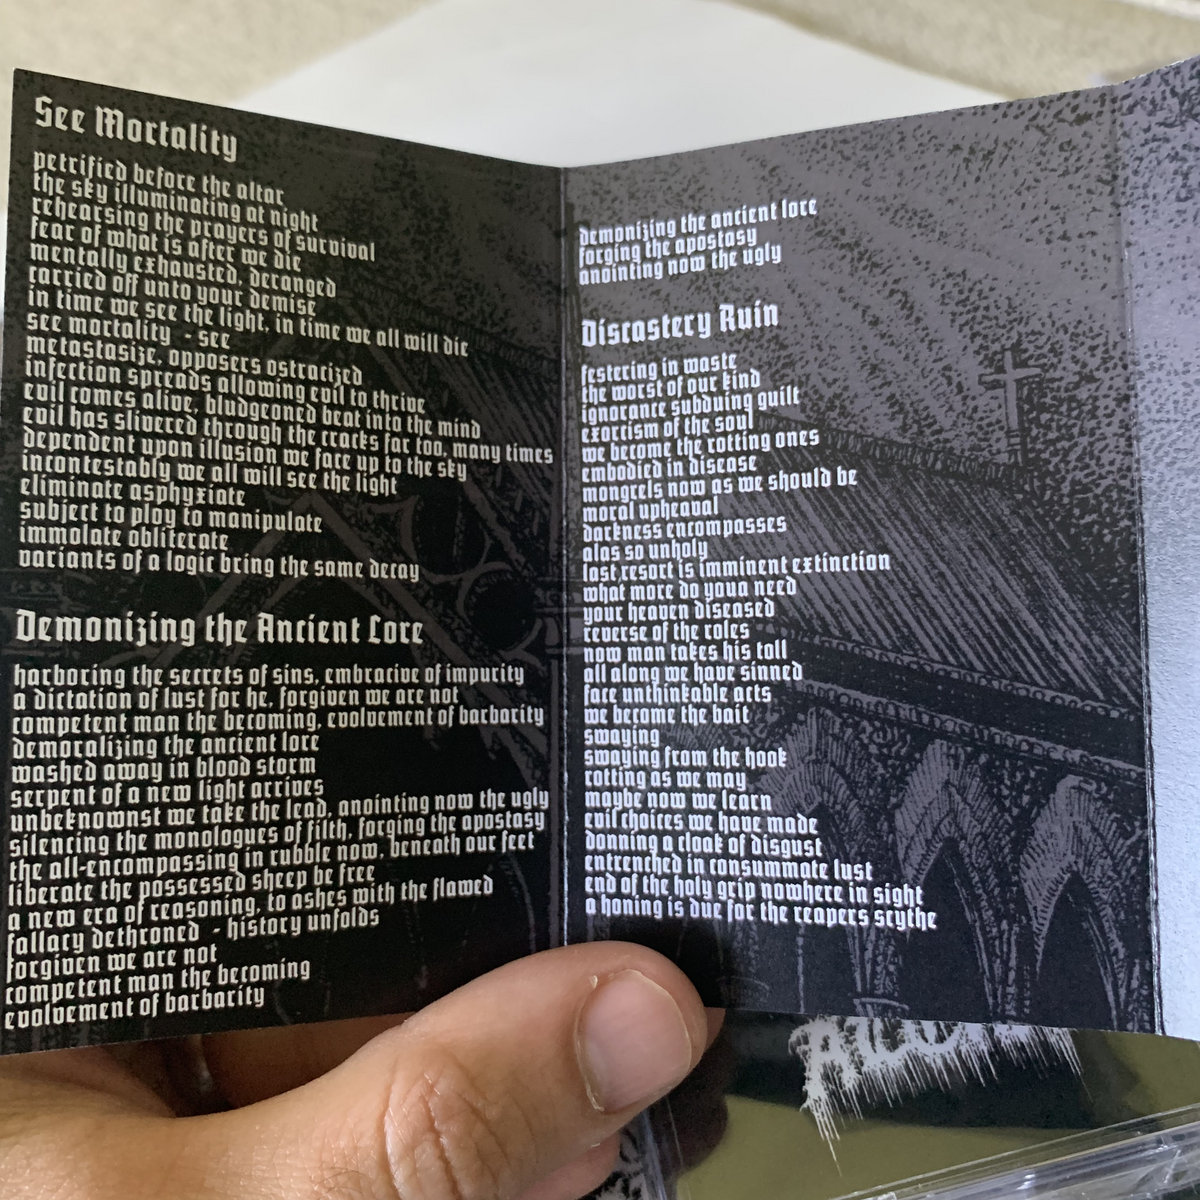 See Mortality
petrified before the altar
the sky illuminating at night
rehearsing the prayers of survival
fear of what is after we die
mentally exhausted, deranged
carried off unto your demise
in time we see the light, in time we all will die
see mortality - see
metastasize, opposers ostracized
infection spreads allowing evil to thrive
evil comes alive, bludgeoned beat into the mind
evil has slivered through the cracks far too, many times
dependent upon illusion we face up to the sky
incontestably we all will see the light
eliminate asphyxiate
subject to ploy to manipulate
immolate obliterate
variants of a logic bring the same decay
Demonizing the Ancient Lore
harboring the secrets of sins, embracive of impurity
a dictation of lust for he, forgiven we are not
competent man the becoming, evolvement of barbarity
demoralizing the ancient lore
washed away in blood storm
serpent of a new light arrives
unbeknownst we take the lead, anointing now the ugly
silencing the monologues of filth, forging the apostasy
the all-encompassing in rubble now, beneath our feet
liberate the possessed sheep be free
a new era of reasoning, to ashes with the flawed
fallacy dethroned - history unfolds
forgiven we are not
competent man the becoming
evolvement of barbarity
demonizing the ancient lore
forging the apostasy
anointing now the ugly
Discastery Ruin
festering in waste
the worst of our kind
ignorance subduing guilt
exorcism of the soul
we become the rotting ones
embodied in disease
mongrels now as we should be
moral upheaval
darkness encompasses
alas so unholy
last resort is imminent extinction
what more do youa need
your heaven diseased
reverse of the roles
now man takes his toll
all along we have sinned
face unthinkable acts
we become the bait
swaying
swaying from the hook
rotting as we may
maybe now we learn
evil choices we have made
donning a cloak of disgust
entrenched in consummate lust
end of the holy grip nowhere in sight
a honing is due for the reapers scythe